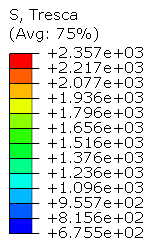 S, Tresca
(Avg: 75%)
+2.357e+03
+2.217e+03
+2.077e+03
+1.936e+03
+1.796e+03
+1.656e+03
+1.516e+03
+1.376e+03
+1.236e+03
+1.096e+03
+9.557e+02
+8.156e+02
+6.755e+02